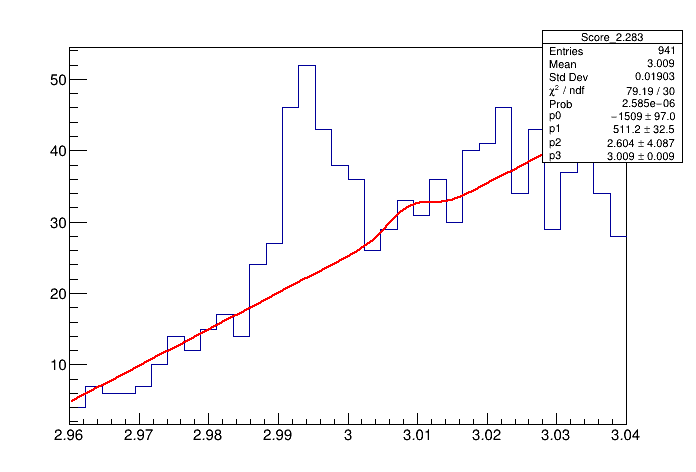 Score_2.283
Entries 941
Mean 3.009
Std Dev 0.01903
χ² / ndf 79.19 / 30
Prob 2.585e-06
p0 −1509 ± 97.0
p1 511.2 ± 32.5
p2 2.604 ± 4.087
p3 3.009 ± 0.009
50
40
30
20
10
2.96 2.97 2.98 2.99 3 3.01 3.02 3.03 3.04